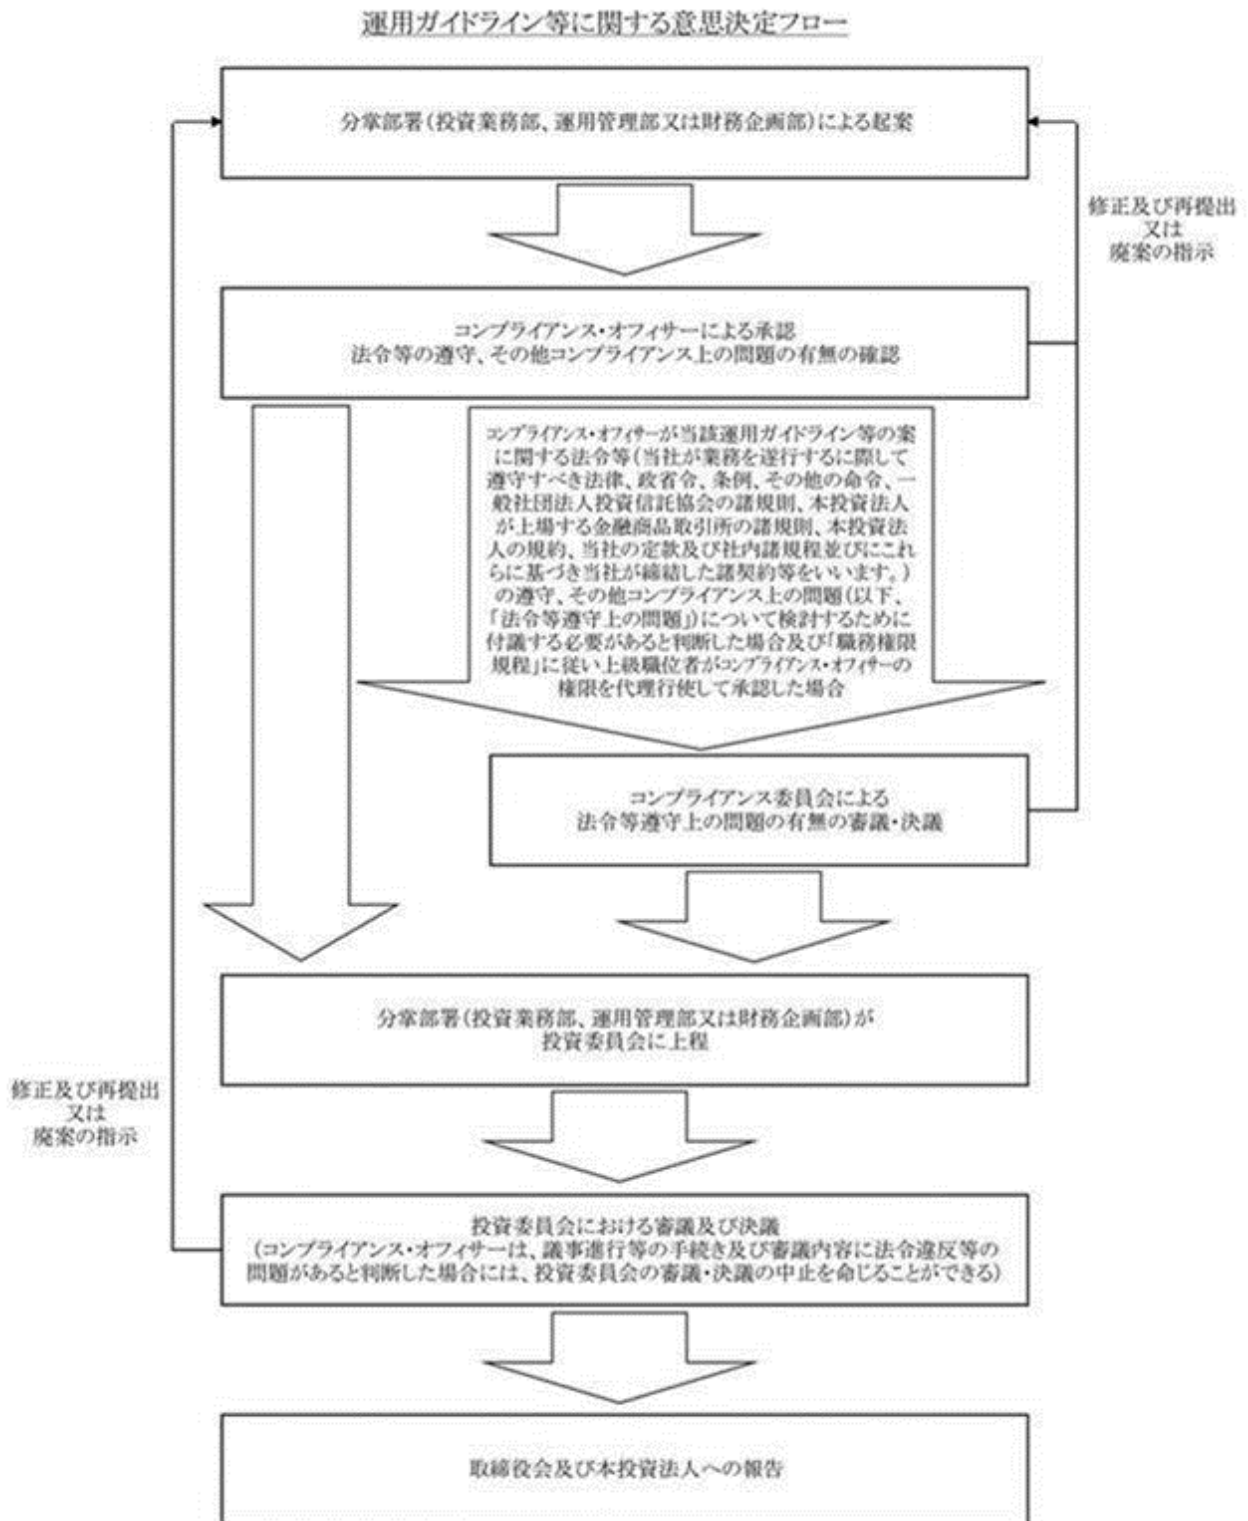 運用ガイドライン等に関する意思決定フロー
分掌部署(投資業務部、運用管理部又は財務企画部)による起案
修正及び再提出
又は
廃案の指示
コンプライアンス・オフィサーによる承認
法令等の遵守、その他コンプライアンス上の問題の有無の確認
コンプライアンス・オフィサーが当該運用ガイドライン等の案
に関する法令等(当社が業務を遂行するに際して
遵守すべき法律、政省令、条例、その他の命令、一
般社団法人投資信託協会の諸規則、本投資法人
が上場する金融商品取引所の諸規則、本投資法
人の規約、当社の定款及び社内諸規程並びにこれ
らに基づき当社が締結した諸契約等をいいます。)
の遵守、その他コンプライアンス上の問題(以下、
「法令等遵守上の問題」)について検討するために
付議する必要があると判断した場合及び「職務権限
規程」に従い上級職位者がコンプライアンス・オフィサーの
権限を代理行使して承認した場合
コンプライアンス委員会による
法令等遵守上の問題の有無の審議・決議
分掌部署(投資業務部、運用管理部又は財務企画部)が
投資委員会に上程
修正及び再提出
又は
廃案の指示
投資委員会における審議及び決議
(コンプライアンス・オフィサーは、議事進行等の手続き及び審議内容に法令違反等の
問題があると判断した場合には、投資委員会の審議・決議の中止を命じることができる)
取締役会及び本投資法人への報告